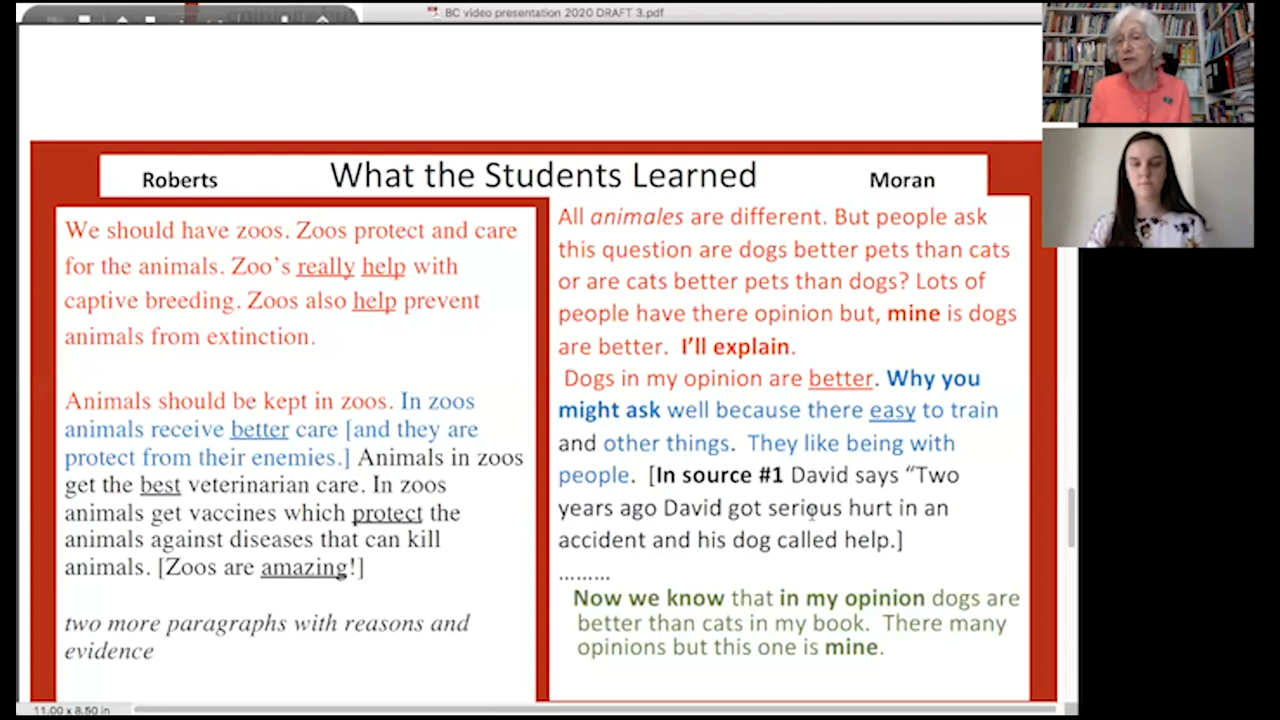 BC video presentation 2020 DRAFT 3.pdf
What the Students Learned
Roberts
Moran
We should have zoos. Zoos protect and care
for the animals. Zoo's really help with
captive breeding. Zoos also help prevent
animals from extinction.
Animals should be kept in zoos. In zoos
animals receive better care [and they are
protect from their enemies.] Animals in zoos
get the best veterinarian care. In zoos
animals get vaccines which protect the
animals against diseases that can kill
animals. [Zoos are amazing!]
two more paragraphs with reasons and
evidence
All animales are different. But people ask
this question are dogs better pets than cats
or are cats better pets than dogs? Lots of
people have there opinion but, mine is dogs
are better. I'll explain.
Dogs in my opinion are better. Why you
might ask well because there easy to train
and other things. They like being with
people. [In source #1 David says “Two
years ago David got serious hurt in an
accident and his dog called help.]
………
Now we know that in my opinion dogs are
better than cats in my book. There many
opinions but this one is mine.
11.00 x 8.50 in